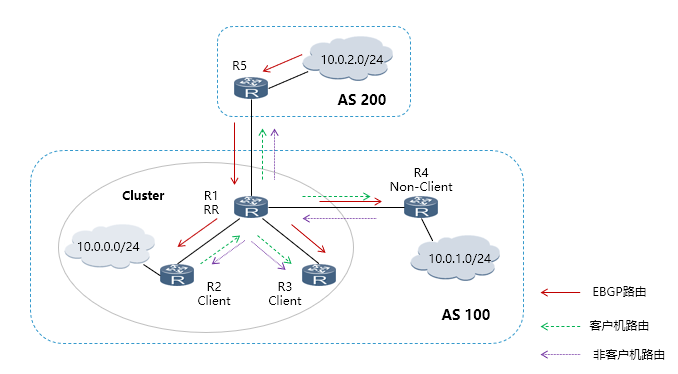 10.0.2.0/24
R5
R
AS 200
R4
Non-Client
Cluster
R1
RR
R
R
10.0.0.0/24
10.0.1.0/24
R
R2
Client
R3
Client
R
AS 100
EBGP路由
客户机路由
非客户机路由